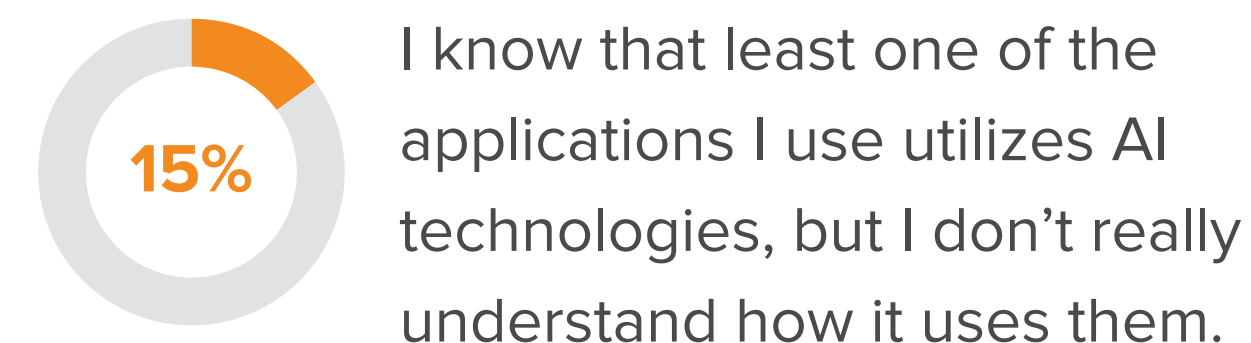 15%
I know that least one of the
applications I use utilizes AI
technologies, but I don’t really
understand how it uses them.